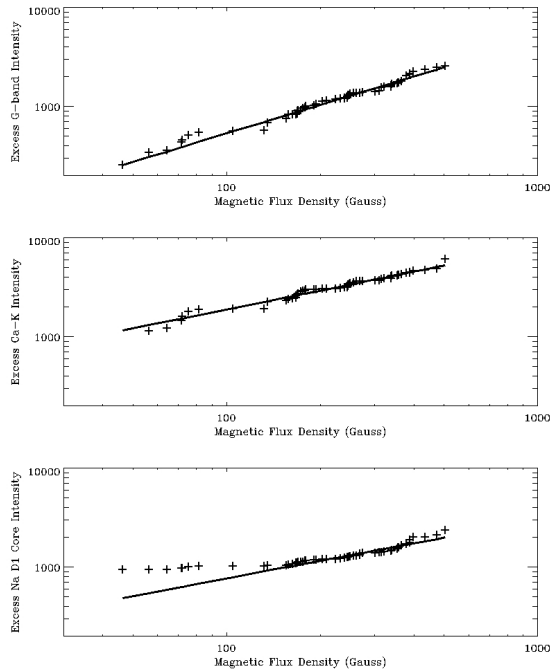 10000
1000
Excess G-band Intensity
100
1000
Magnetic Flux Density (Gauss)
10000
1000
Excess Ca-K Intensity
100
1000
Magnetic Flux Density (Gauss)
10000
1000
Excess Na D1 Core Intensity
100
1000
Magnetic Flux Density (Gauss)